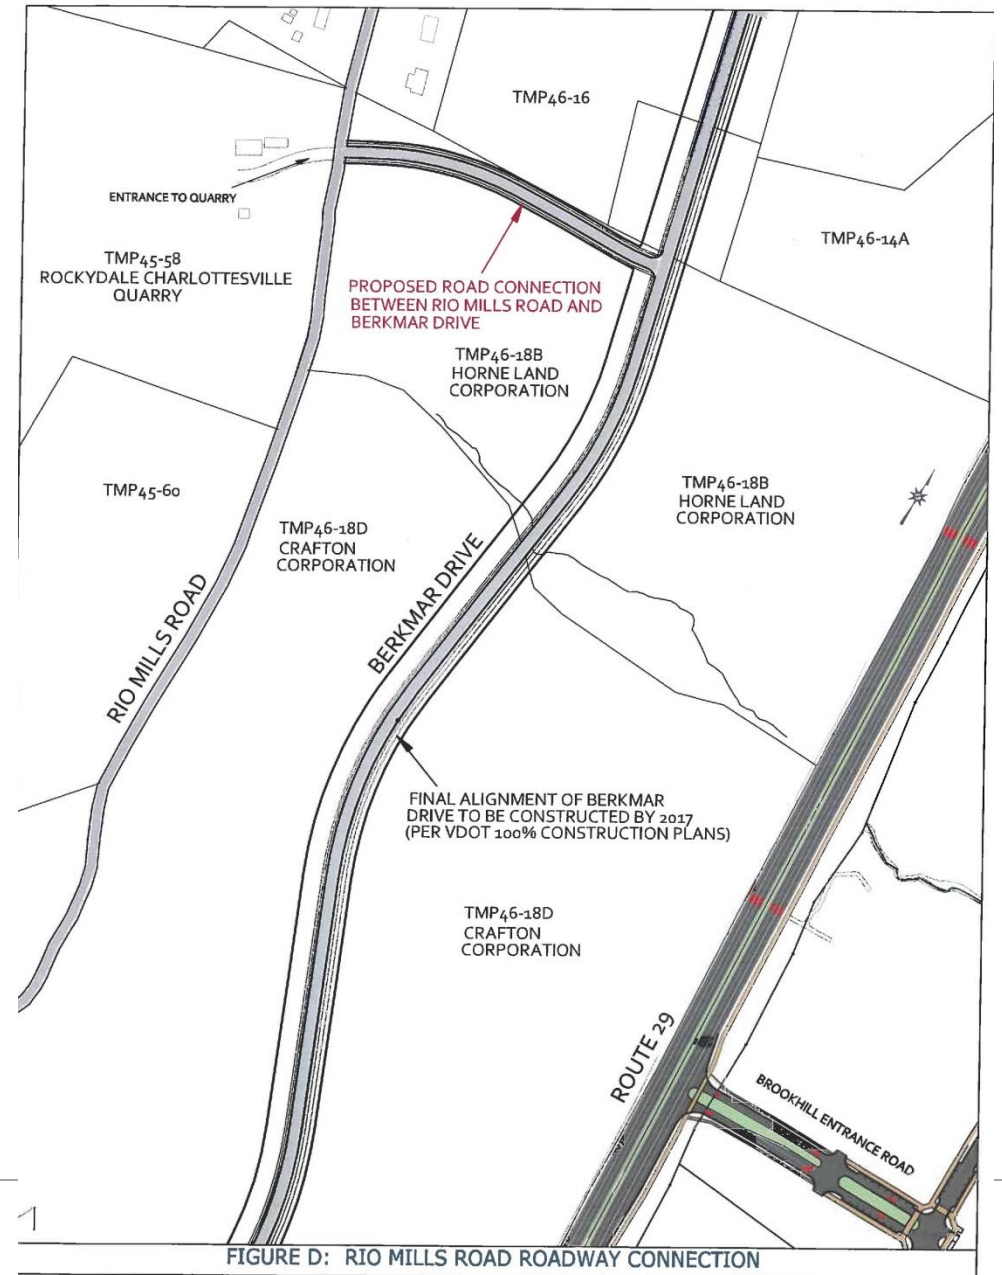 TMP46-16
ENTRANCE TO QUARRY
TMP45-58
ROCKYDALE CHARLOTTESVILLE
QUARRY
TMP46-14A
PROPOSED ROAD CONNECTION
BETWEEN RIO MILLS ROAD AND
BERKMAR DRIVE
TMP46-18B
HORNE LAND
CORPORATION
TMP45-60
TMP46-18D
CRAFTON
CORPORATION
TMP46-18B
HORNE LAND
CORPORATION
RIO MILLS ROAD
BERKMAR DRIVE
FINAL ALIGNMENT OF BERKMAR
DRIVE TO BE CONSTRUCTED BY 2017
(PER VDOT 100% CONSTRUCTION PLANS)
TMP46-18D
CRAFTON
CORPORATION
ROUTE 29
BROOKHILL ENTRANCE ROAD
FIGURE D: RIO MILLS ROAD ROADWAY CONNECTION